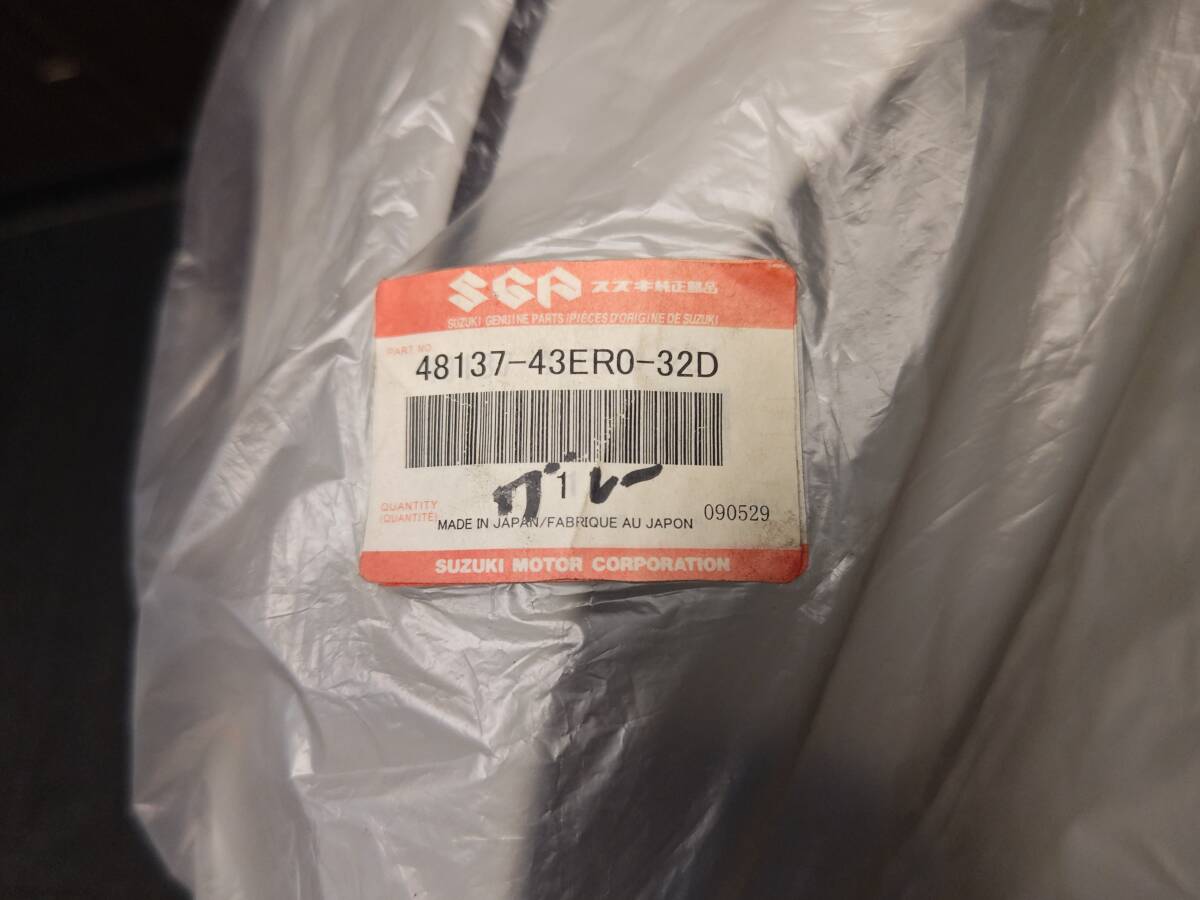 SGP スズキ純正部品
SUZUKI GENUINE PARTS/PIÈCES D'ORIGINE DE SUZUKI
PART NO.
48137-43ER0-32D
グレー
1
QUANTITY
(QUANTITÉ)
MADE IN JAPAN/FABRIQUE AU JAPON
090529
SUZUKI MOTOR CORPORATION